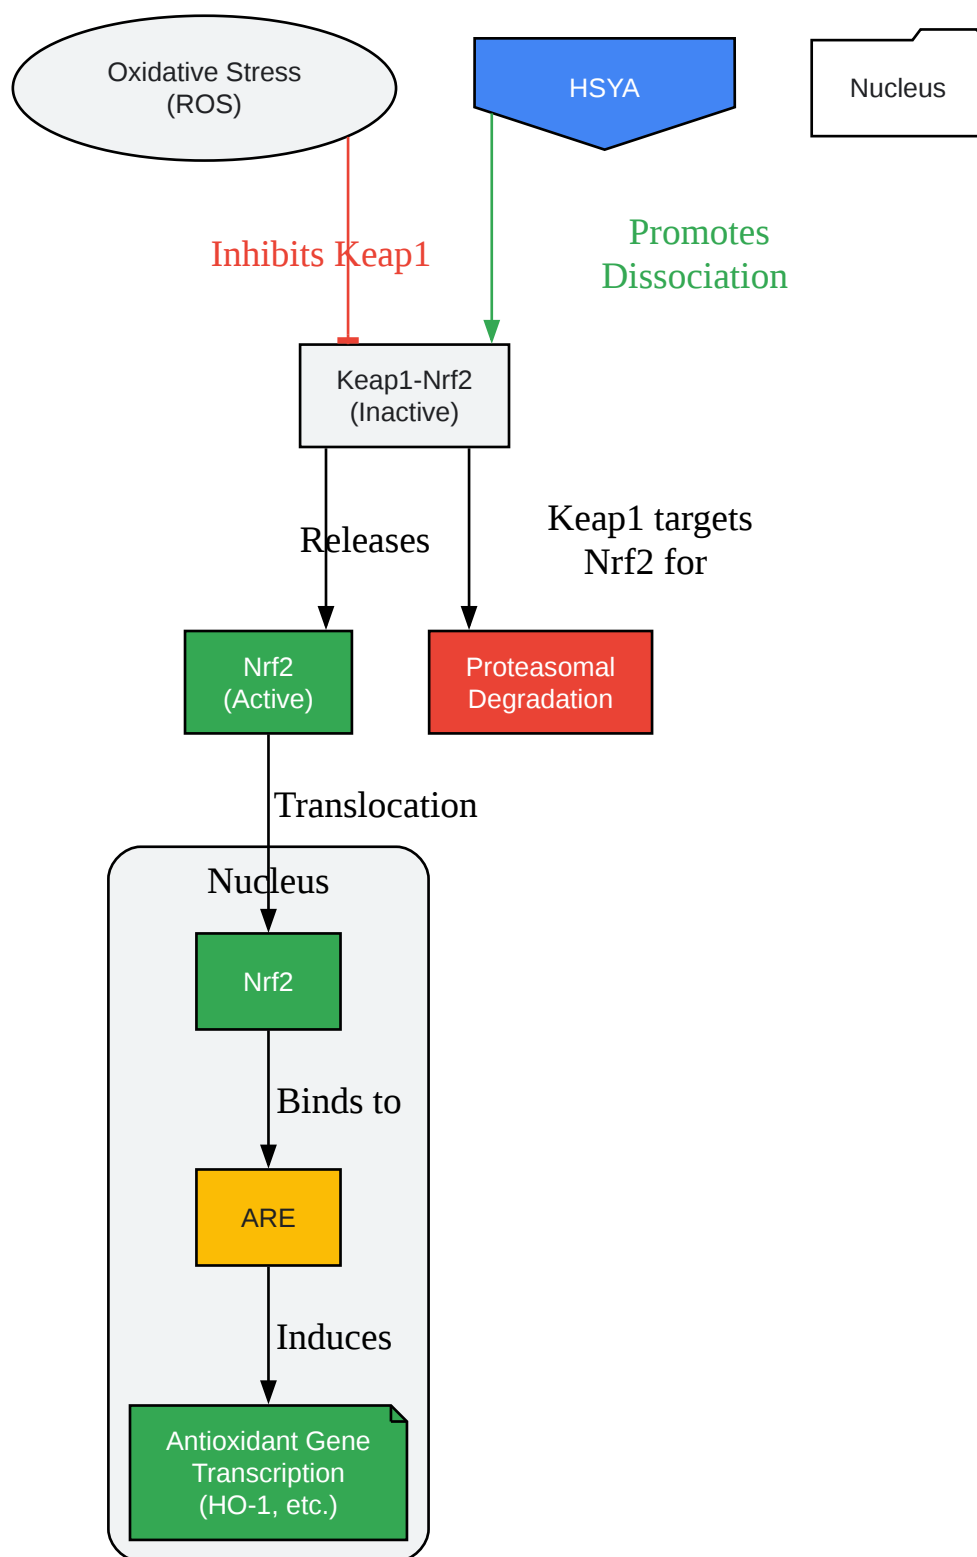 Oxidative Stress
(ROS)
HSYA
Nucleus
Inhibits Keap1
Promotes
Dissociation
Keap1-Nrf2
(Inactive)
Releases
Keap1 targets
Nrf2 for
Nrf2
(Active)
Proteasomal
Degradation
Translocation
Nucleus
Nrf2
Binds to
ARE
Induces
Antioxidant Gene
Transcription
(HO-1, etc.)